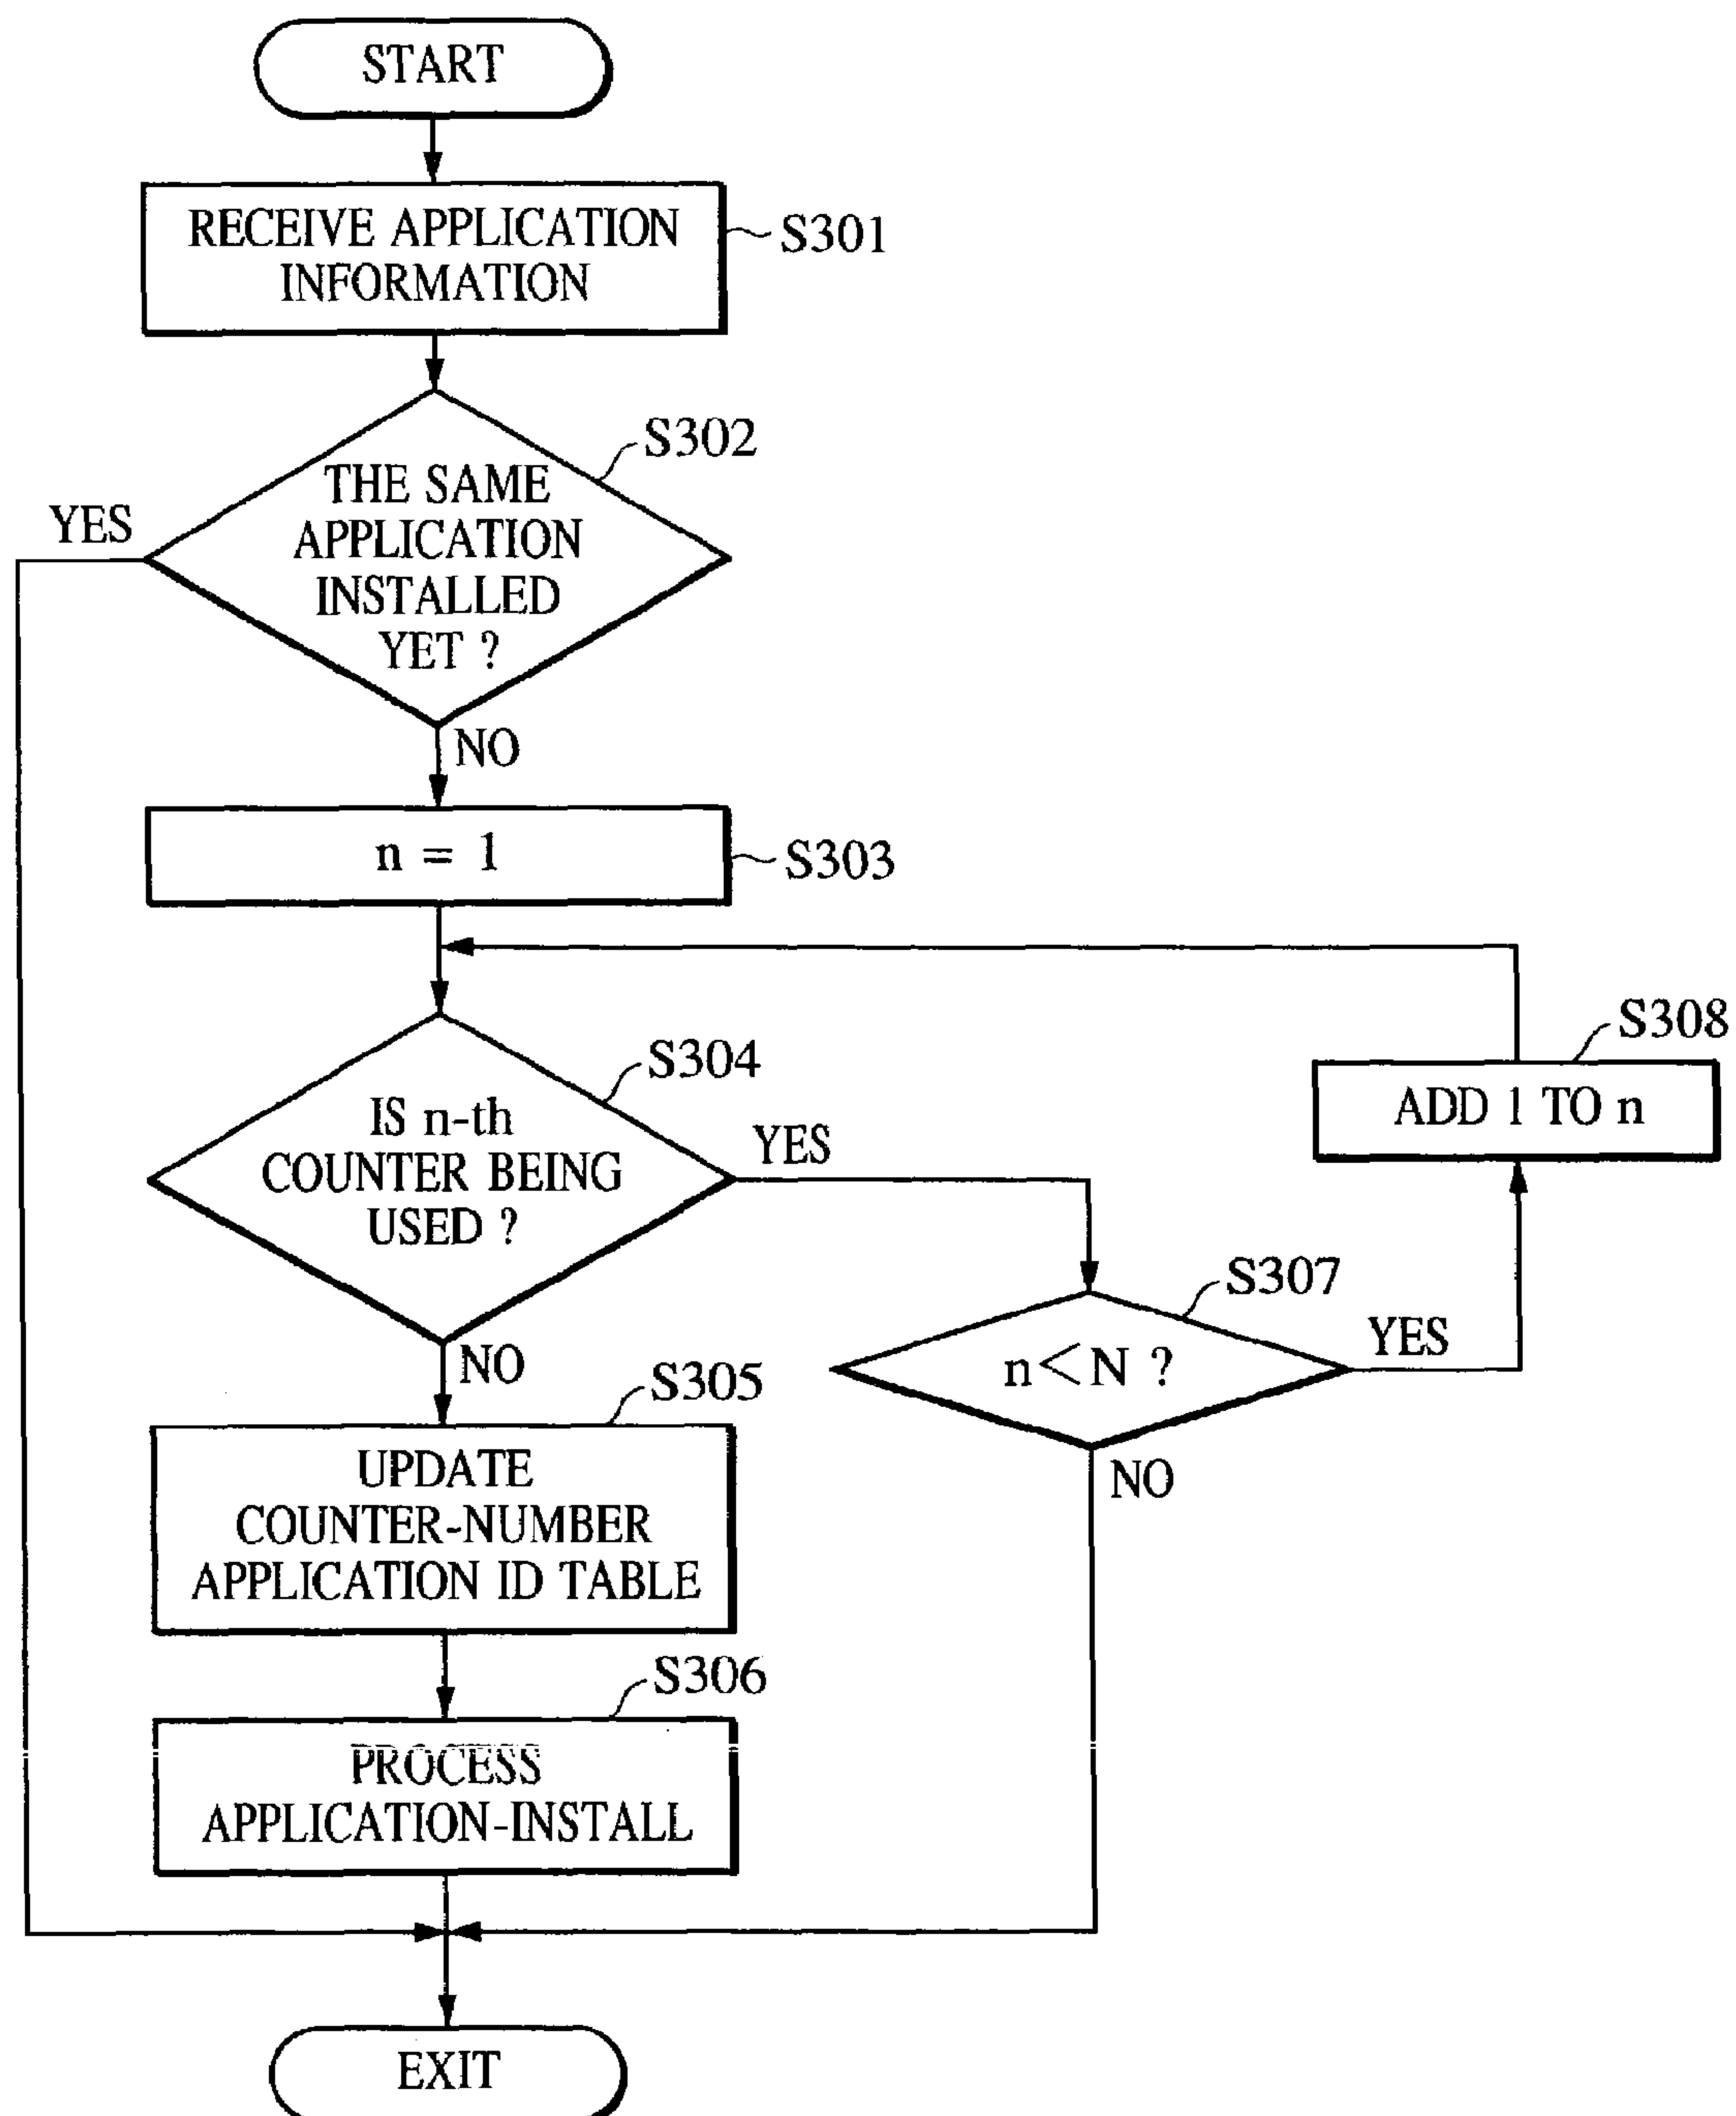 START
RECEIVE APPLICATION
INFORMATION
S301
S302
THE SAME
APPLICATION
INSTALLED
YET ?
YES
NO
n = 1
S303
S304
IS n-th
COUNTER BEING
USED ?
YES
S308
ADD 1 TO n
S307
n<N ?
YES
NO
NO
S305
UPDATE
COUNTER-NUMBER
APPLICATION ID TABLE
S306
PROCESS
APPLICATION-INSTALL
EXIT